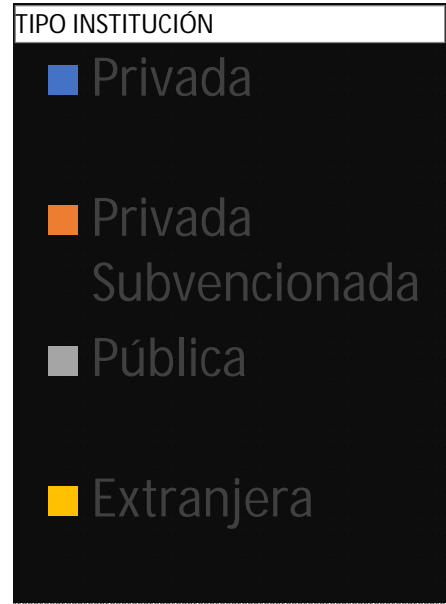 TIPO INSTITUCIÓN
Privada
Privada
Subvencionada
Pública
Extranjera